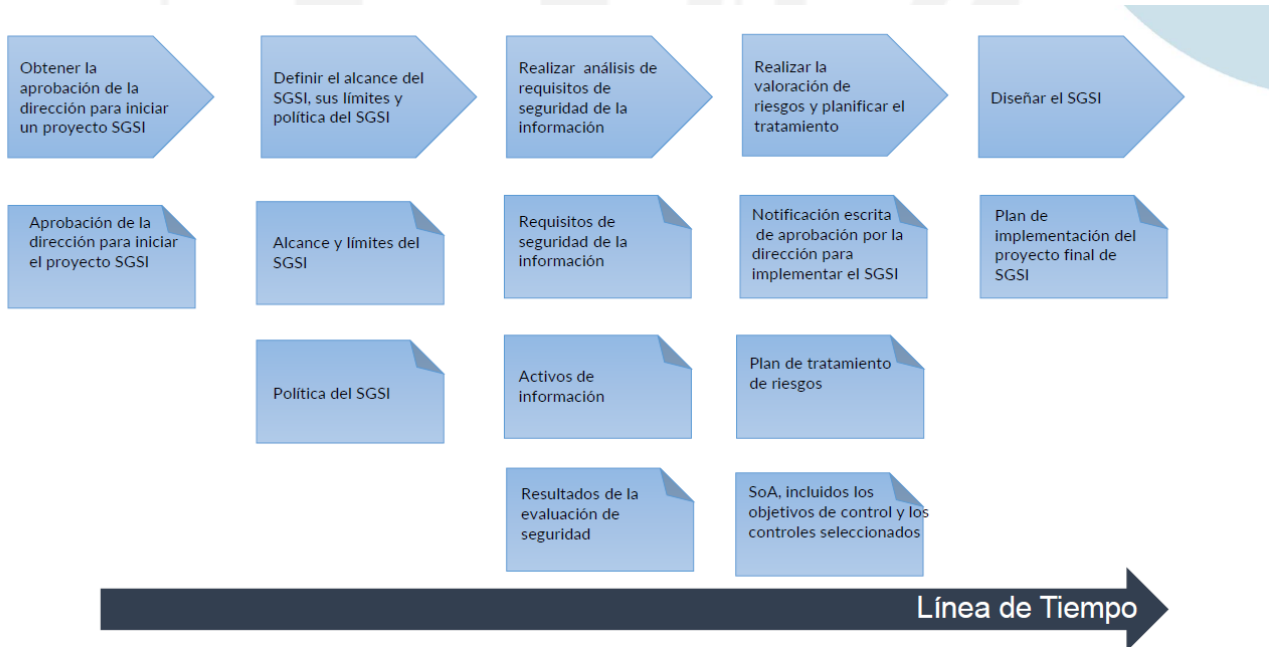 Obtener la
aprobación de la
dirección para iniciar
un proyecto SGSI
Definir el alcance del
SGSI, sus límites y
política del SGSI
Realizar análisis de
requisitos de
seguridad de la
información
Realizar la
valoración de
riesgos y planificar el
tratamiento
Diseñar el SGSI
Aprobación de la
dirección para iniciar
el proyecto SGSI
Alcance y límites del
SGSI
Requisitos de
seguridad de la
información
Notificación escrita
de aprobación por la
dirección para
implementar el SGSI
Plan de
implementación del
proyecto final de
SGSI
Política del SGSI
Activos de
información
Plan de tratamiento
de riesgos
Resultados de la
evaluación de
seguridad
SoA, incluidos los
objetivos de control y los
controles seleccionados
Línea de Tiempo